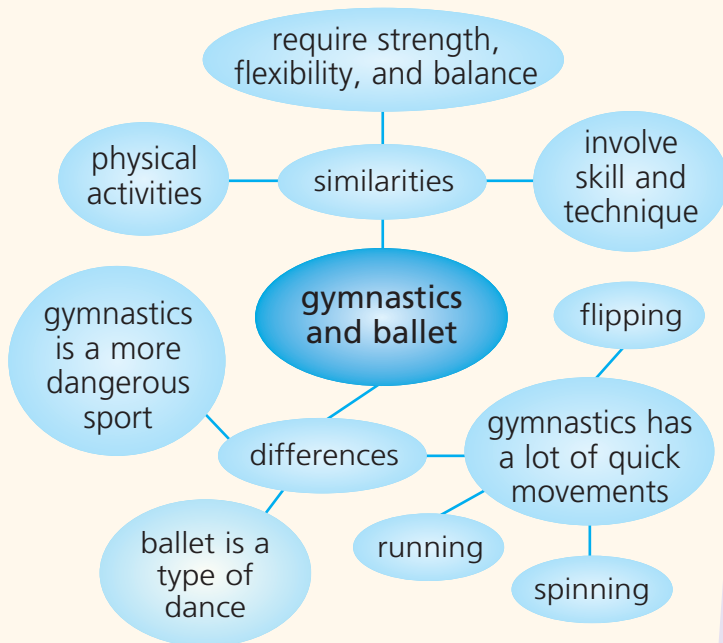 require strength,
flexibility, and balance
physical
activities
similarities
involve
skill and
technique
gymnastics
and ballet
gymnastics
is a more
dangerous
sport
flipping
differences
gymnastics has
a lot of quick
movements
ballet is a
type of
dance
running
spinning